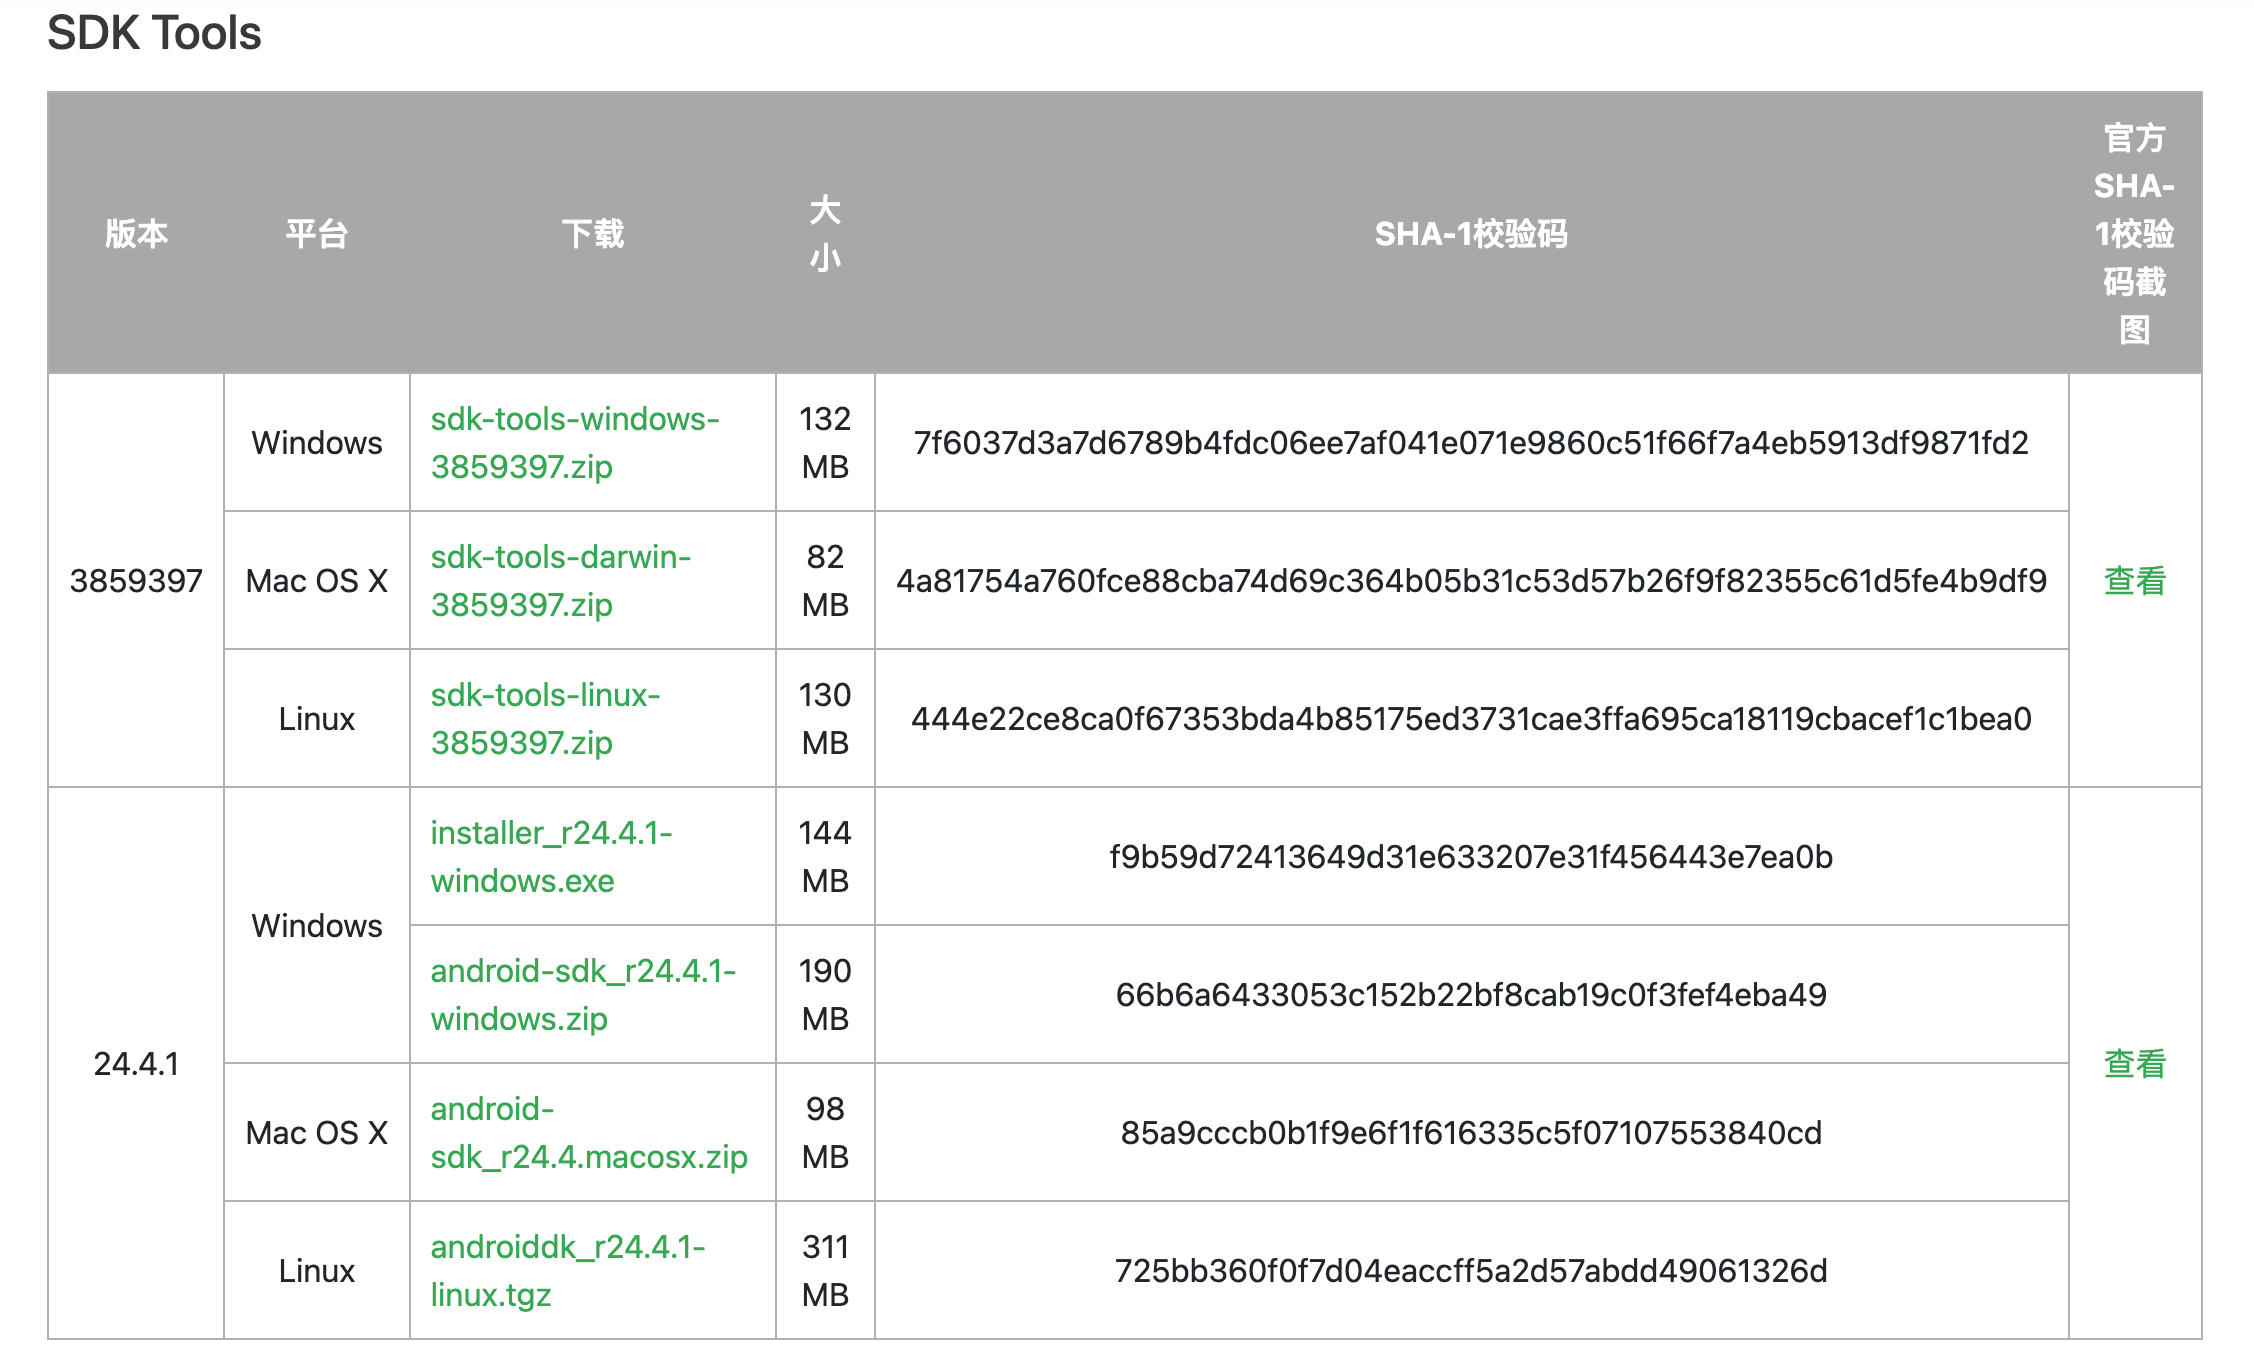 SDK Tools
版本
平台
下载
大
小
SHA-1校验码
官方
SHA-
1校验
码截
图
3859397
Windows
sdk-tools-windows-
3859397.zip
132
MB
7f6037d3a7d6789b4fdc06ee7af041e071e9860c51f66f7a4eb5913df9871fd2
查看
Mac OS X
sdk-tools-darwin-
3859397.zip
82
MB
4a81754a760fce88cba74d69c364b05b31c53d57b26f9f82355c61d5fe4b9df9
Linux
sdk-tools-linux-
3859397.zip
130
MB
444e22ce8ca0f67353bda4b85175ed3731cae3ffa695ca18119cbacef1c1bea0
24.4.1
Windows
installer_r24.4.1-
windows.exe
144
MB
f9b59d72413649d31e633207e31f456443e7ea0b
查看
android-sdk_r24.4.1-
windows.zip
190
MB
66b6a6433053c152b22bf8cab19c0f3fef4eba49
Mac OS X
android-
sdk_r24.4.macosx.zip
98
MB
85a9cccb0b1f9e6f1f616335c5f07107553840cd
Linux
androiddk_r24.4.1-
linux.tgz
311
MB
725bb360f0f7d04eaccff5a2d57abdd49061326d